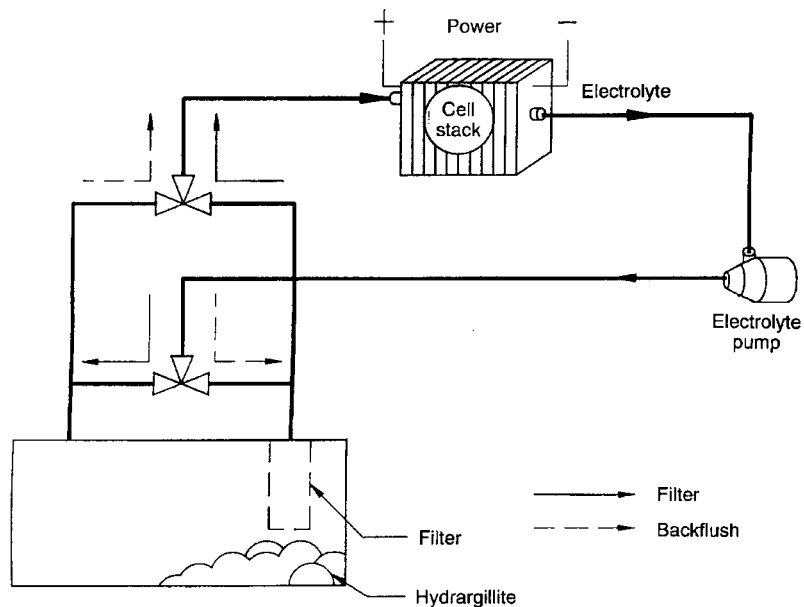 +
Power
−
Electrolyte
Cell
stack
Electrolyte
pump
Filter
Backflush
Filter
Hydrargillite